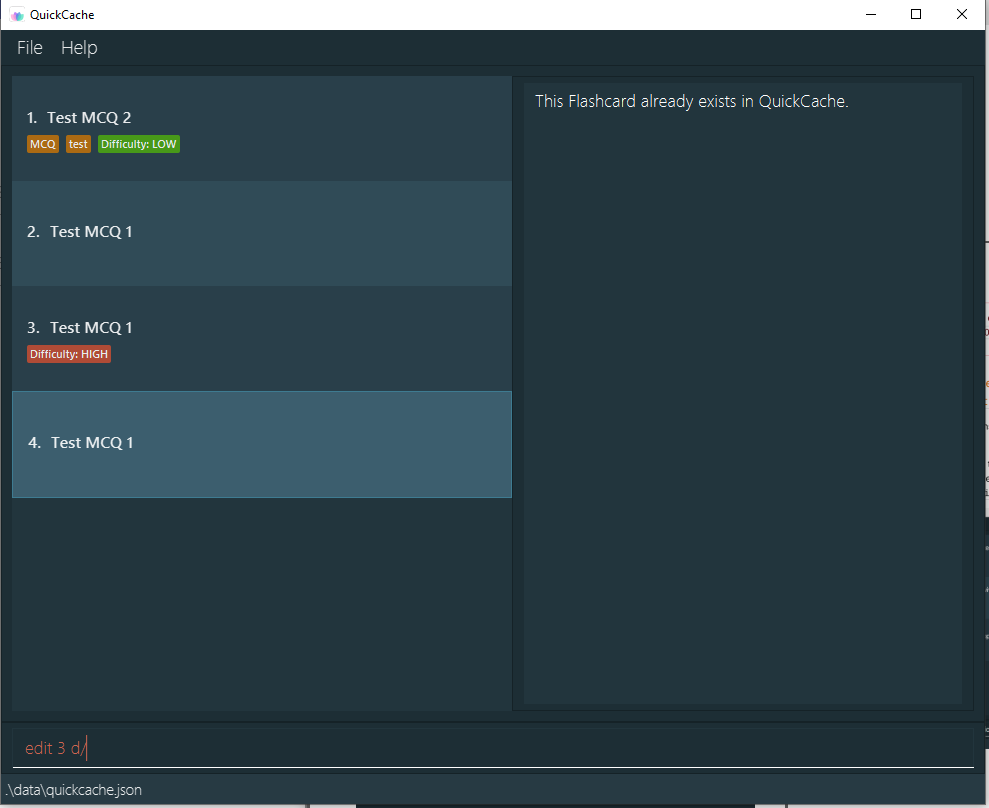 QuickCache
File Help
1. Test MCQ 2
MCQ test Difficulty: LOW
2. Test MCQ 1
3. Test MCQ 1
Difficulty: HIGH
4. Test MCQ 1
This Flashcard already exists in QuickCache.
edit 3 d/
.\data\quickcache.json